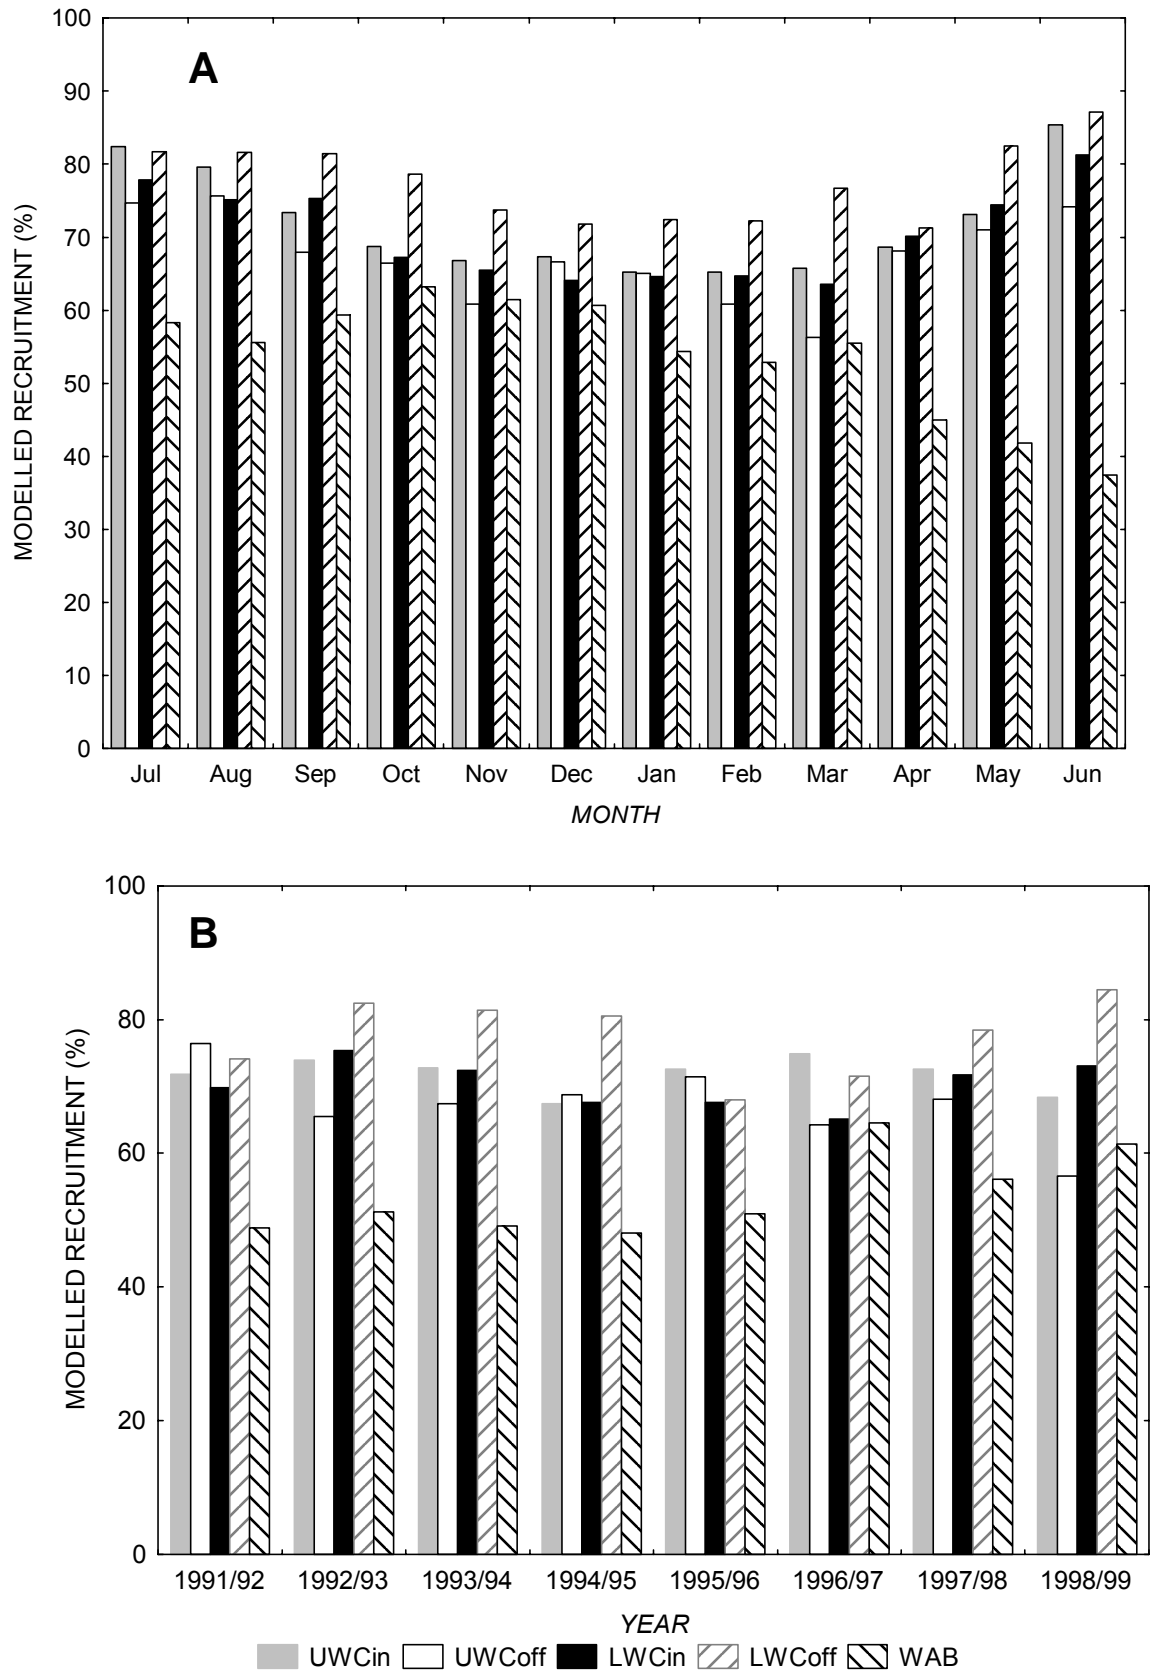 A
MODELLED RECRUITMENT (%)
100
90
80
70
60
50
40
30
20
10
0
Jul Aug Sep Oct Nov Dec Jan Feb Mar Apr May Jun
MONTH
B
MODELLED RECRUITMENT (%)
100
80
60
40
20
0
1991/92 1992/93 1993/94 1994/95 1995/96 1996/97 1997/98 1998/99
YEAR
UWCin UWCoff LWCin LWCoff WAB